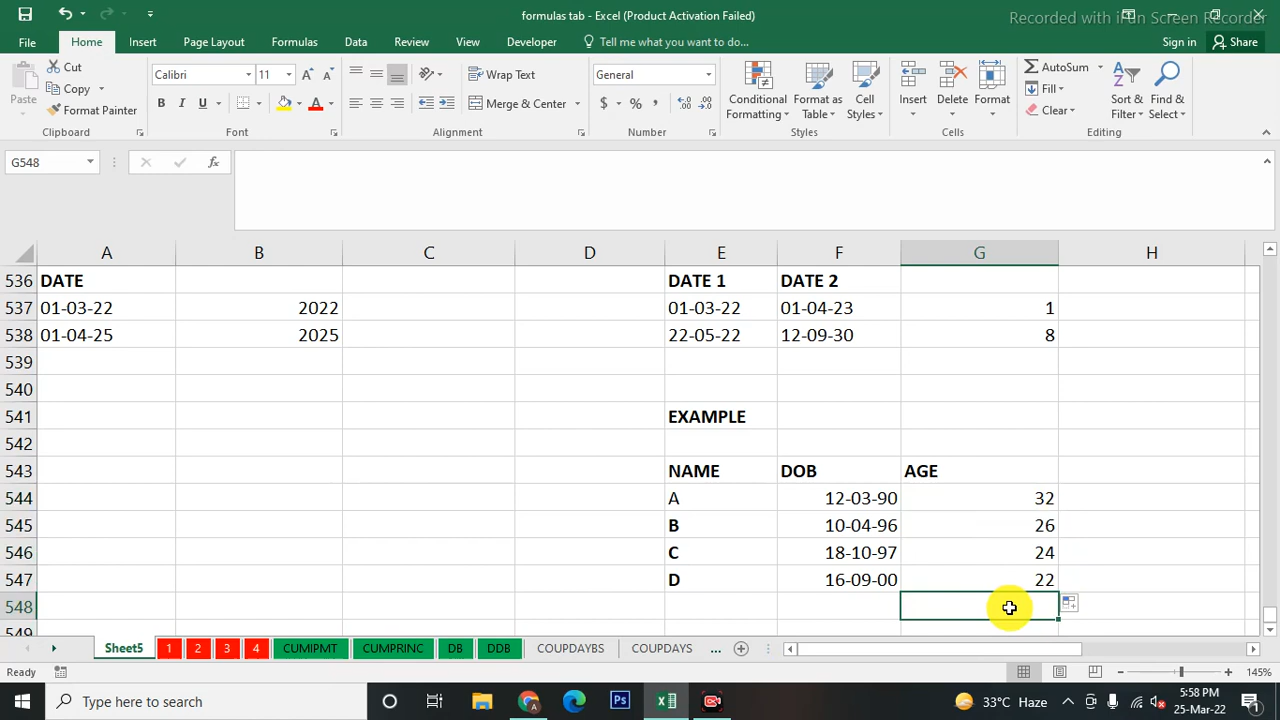 formulas tab - Excel (Product Activation Failed)
Recorded with iFun Screen Recorder
File Home Insert Page Layout Formulas Data Review View Developer Tell me what you want to do... Sign in Share
Paste
Cut
Copy
Format Painter
Clipboard
Calibri 11
B I U
Font
Wrap Text
Merge & Center
Alignment
General
$ % ,
Number
Conditional Formatting
Format as Table
Cell Styles
Styles
Insert Delete Format
Cells
AutoSum
Fill
Clear
Sort & Filter
Find & Select
Editing
G548 fx
A B C D E F G H
536 DATE DATE 1 DATE 2
537 01-03-22 2022 01-03-22 01-04-23 1
538 01-04-25 2025 22-05-22 12-09-30 8
539
540
541 EXAMPLE
542
543 NAME DOB AGE
544 A 12-03-90 32
545 B 10-04-96 26
546 C 18-10-97 24
547 D 16-09-00 22
548
549
Sheet5 1 2 3 4 CUMIPMT CUMPRINC DB DDB COUPDAYBS COUPDAYS ...
Ready 145%
Type here to search
Ps
33°C Haze
5:58 PM
25-Mar-22
1